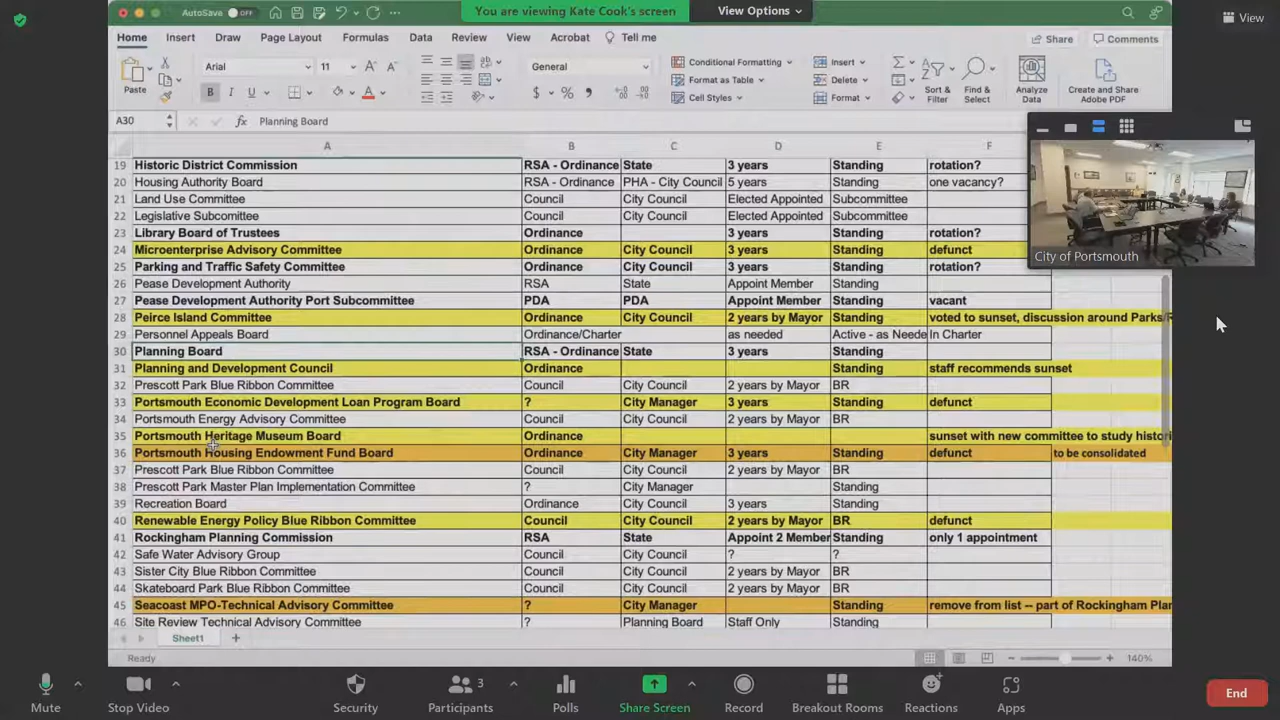 AutoSave OFF
You are viewing Kate Cook's screen View Options
View
Home Insert Draw Page Layout Formulas Data Review View Acrobat Tell me Share Comments
Paste Arial 11 General Conditional Formatting Format as Table Cell Styles Insert Delete Format Sort & Filter Find & Select Analyze Data Create and Share Adobe PDF
A30 fx Planning Board
A B C D E F
19 Historic District Commission RSA - Ordinance State 3 years Standing rotation?
20 Housing Authority Board RSA - Ordinance PHA - City Council 5 years Standing one vacancy?
21 Land Use Committee Council City Council Elected Appointed Subcommittee
22 Legislative Subcomittee Council City Council Elected Appointed Subcommittee
23 Library Board of Trustees Ordinance 3 years Standing rotation?
24 Microenterprise Advisory Committee Ordinance City Council 3 years Standing defunct
25 Parking and Traffic Safety Committee Ordinance City Council 3 years Standing rotation?
26 Pease Development Authority RSA State Appoint Member Standing
27 Pease Development Authority Port Subcommittee PDA PDA Appoint Member Standing vacant
28 Peirce Island Committee Ordinance City Council 2 years by Mayor Standing voted to sunset, discussion around Parks/R
29 Personnel Appeals Board Ordinance/Charter as needed Active - as Neede In Charter
30 Planning Board RSA - Ordinance State 3 years Standing
31 Planning and Development Council Ordinance Standing staff recommends sunset
32 Prescott Park Blue Ribbon Committee Council City Council 2 years by Mayor BR
33 Portsmouth Economic Development Loan Program Board ? City Manager 3 years Standing defunct
34 Portsmouth Energy Advisory Committee Council City Council 2 years by Mayor BR
35 Portsmouth Heritage Museum Board Ordinance sunset with new committee to study histori
36 Portsmouth Housing Endowment Fund Board Ordinance City Manager 3 years Standing defunct to be consolidated
37 Prescott Park Blue Ribbon Committee Council City Council 2 years by Mayor BR
38 Prescott Park Master Plan Implementation Committee ? City Manager Standing
39 Recreation Board Ordinance 3 years Standing
40 Renewable Energy Policy Blue Ribbon Committee Council City Council 2 years by Mayor BR defunct
41 Rockingham Planning Commission RSA State Appoint 2 Member Standing only 1 appointment
42 Safe Water Advisory Group Council City Council ? ?
43 Sister City Blue Ribbon Committee Council City Council 2 years by Mayor BR
44 Skateboard Park Blue Ribbon Committee Council City Council 2 years by Mayor BR
45 Seacoast MPO-Technical Advisory Committee ? City Manager Standing remove from list -- part of Rockingham Plan
46 Site Review Technical Advisory Committee ? Planning Board Staff Only Standing
City of Portsmouth
Sheet1
Ready 140%
Mute Stop Video Security Participants 3 Polls Share Screen Record Breakout Rooms Reactions Apps End